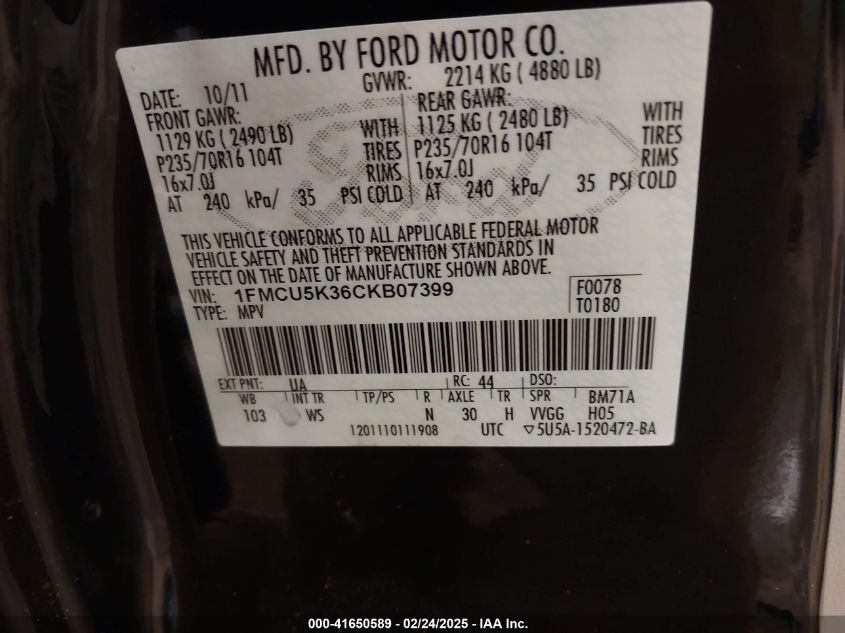 MFD. BY FORD MOTOR CO.
DATE: 10/11 GVWR: 2214 KG ( 4880 LB)
FRONT GAWR: REAR GAWR:
1129 KG ( 2490 LB) WITH 1125 KG ( 2480 LB) WITH
P235/70R16 104T TIRES P235/70R16 104T TIRES
16x7.0J RIMS 16x7.0J RIMS
AT 240 kPa/ 35 PSI COLD AT 240 kPa/ 35 PSI COLD
THIS VEHICLE CONFORMS TO ALL APPLICABLE FEDERAL MOTOR
VEHICLE SAFETY AND THEFT PREVENTION STANDARDS IN
EFFECT ON THE DATE OF MANUFACTURE SHOWN ABOVE.
VIN: 1FMCU5K36CKB07399 F0078
TYPE: MPV T0180
EXT PNT: UA RC: 44 DSO:
WB INT TR TP/PS R AXLE TR SPR BM71A
103 WS N 30 H VVGG H05
1201110111908 UTC ▽5U5A-1520472-BA
000-41650589 - 02/24/2025 - IAA Inc.